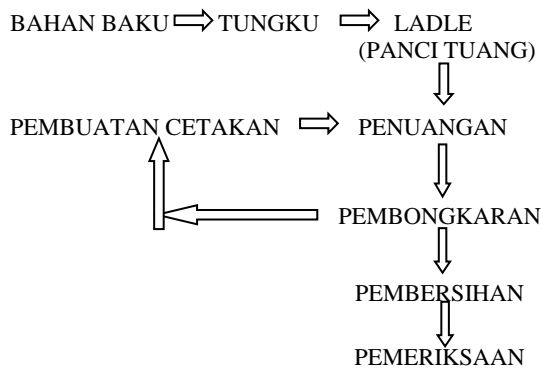 BAHAN BAKU TUNGKU LADLE
(PANCI TUANG)
PEMBUATAN CETAKAN PENUANGAN
PEMBONGKARAN
PEMBERSIHAN
PEMERIKSAAN